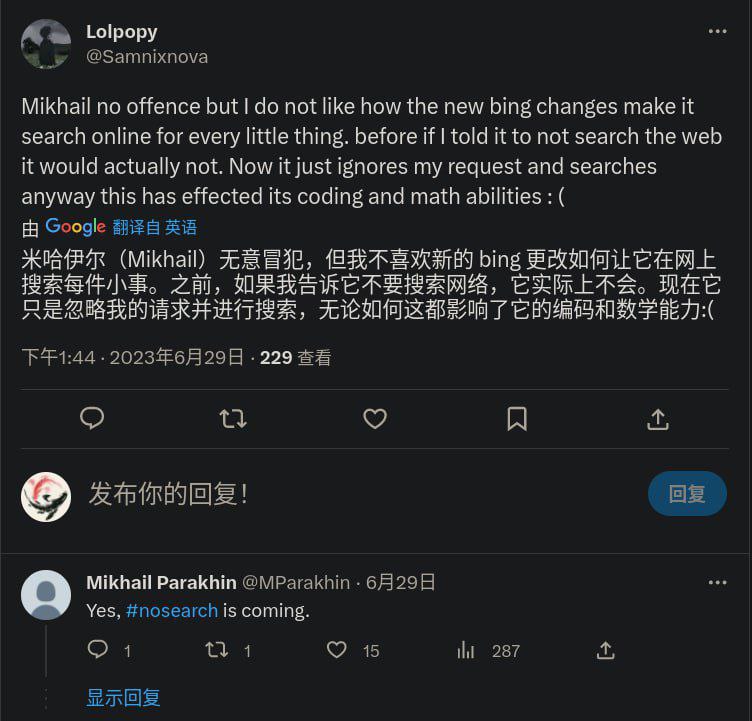 Lolpopy
@Samnixnova
Mikhail no offence but I do not like how the new bing changes make it
search online for every little thing. before if I told it to not search the web
it would actually not. Now it just ignores my request and searches
anyway this has effected its coding and math abilities : (
由 Google 翻译自 英语
米哈伊尔（Mikhail）无意冒犯，但我不喜欢新的 bing 更改如何让它在网上
搜索每件小事。之前，如果我告诉它不要搜索网络，它实际上不会。现在它
只是忽略我的请求并进行搜索，无论如何这都影响了它的编码和数学能力:(
下午1:44 · 2023年6月29日 · 229 查看
发布你的回复！
回复
Mikhail Parakhin @MParakhin · 6月29日
Yes, #nosearch is coming.
1 1 15 287
显示回复